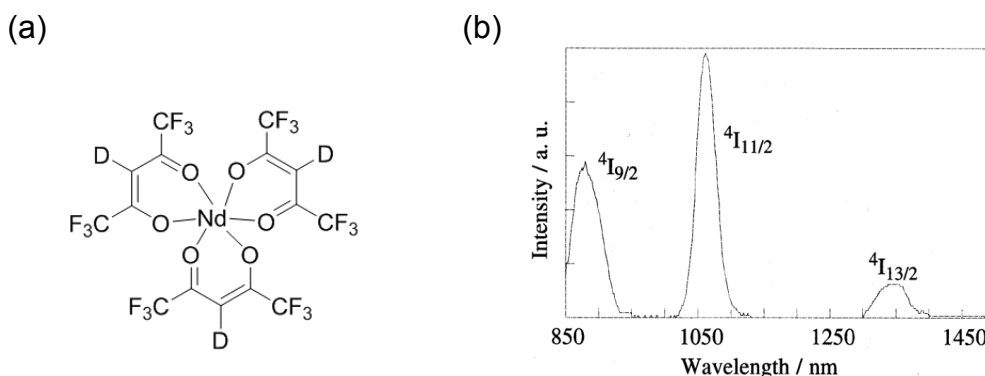 (a)
(b)
CF₃
CF₃
D
D
O
O
F₃C
O
Nd
O
CF₃
O
O
F₃C
CF₃
D
Intensity / a. u.
⁴I₉/₂
⁴I₁₁/₂
⁴I₁₃/₂
850 1050 1250 1450
Wavelength / nm